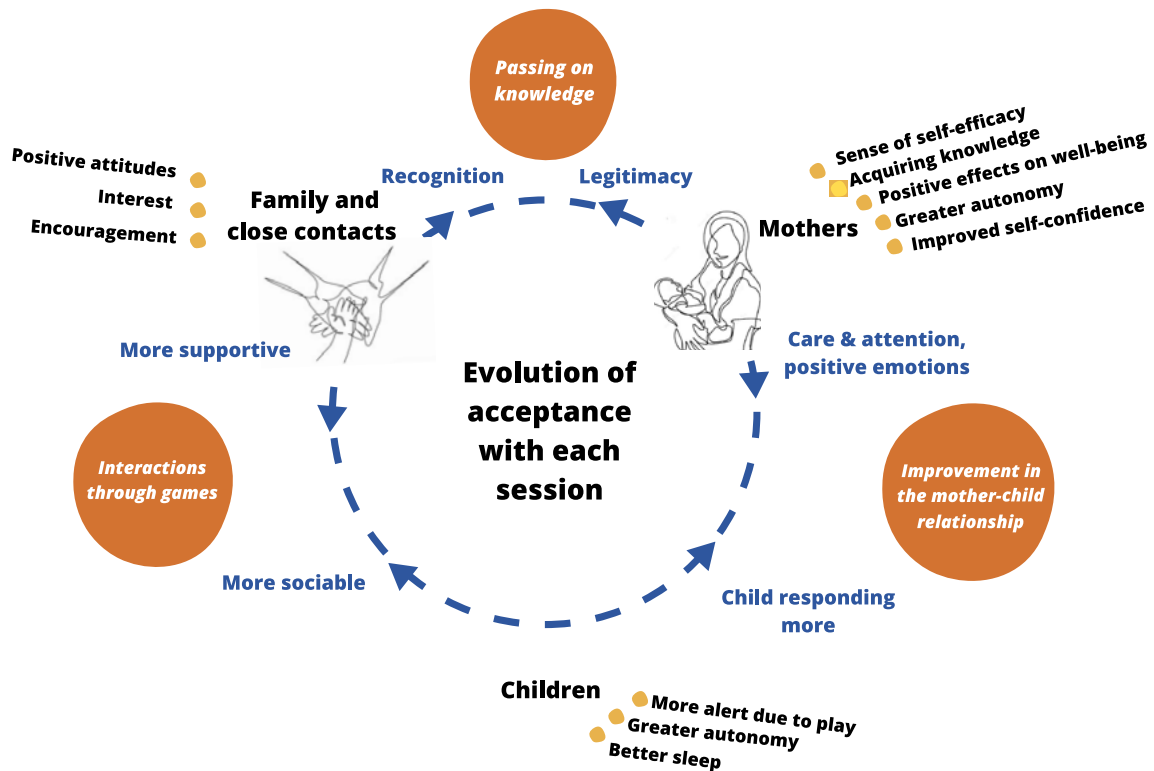 Passing on
knowledge
Recognition
Legitimacy
Positive attitudes
Interest
Encouragement
Family and
close contacts
Sense of self-efficacy
Acquiring knowledge
Positive effects on well-being
Greater autonomy
Improved self-confidence
Mothers
More supportive
Care & attention,
positive emotions
Evolution of
acceptance
with each
session
Interactions
through games
Improvement in
the mother-child
relationship
More sociable
Child responding
more
Children
More alert due to play
Greater autonomy
Better sleep